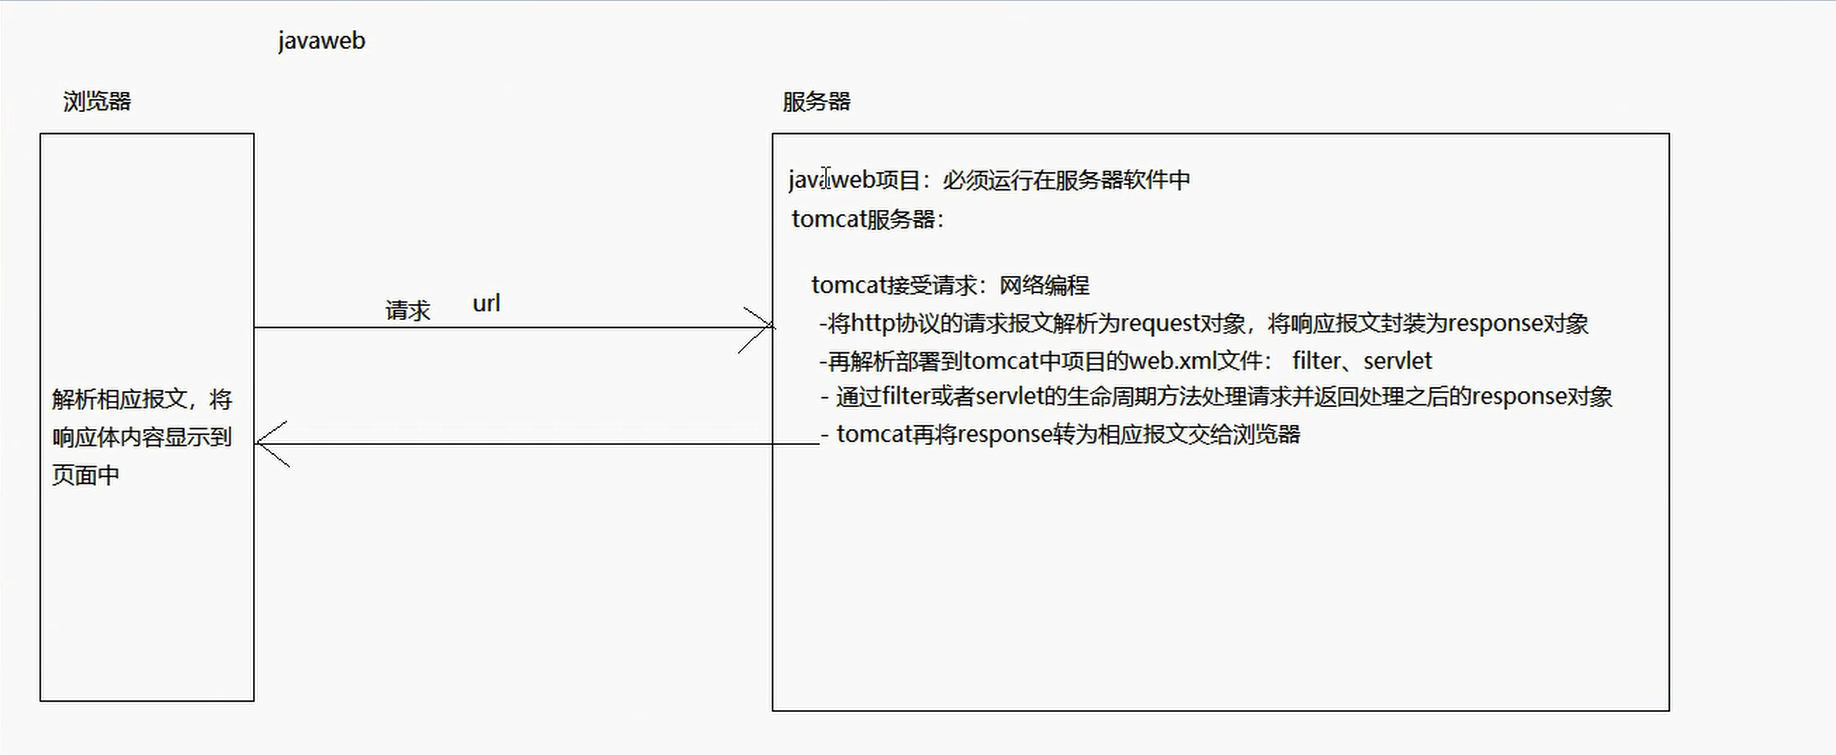 javaweb
浏览器
服务器
javaweb项目：必须运行在服务器软件中
tomcat服务器：
tomcat接受请求：网络编程
请求 url
-将http协议的请求报文解析为request对象，将响应报文封装为response对象
-再解析部署到tomcat中项目的web.xml文件： filter、servlet
- 通过filter或者servlet的生命周期方法处理请求并返回处理之后的response对象
- tomcat再将response转为相应报文交给浏览器
解析相应报文，将
响应体内容显示到
页面中